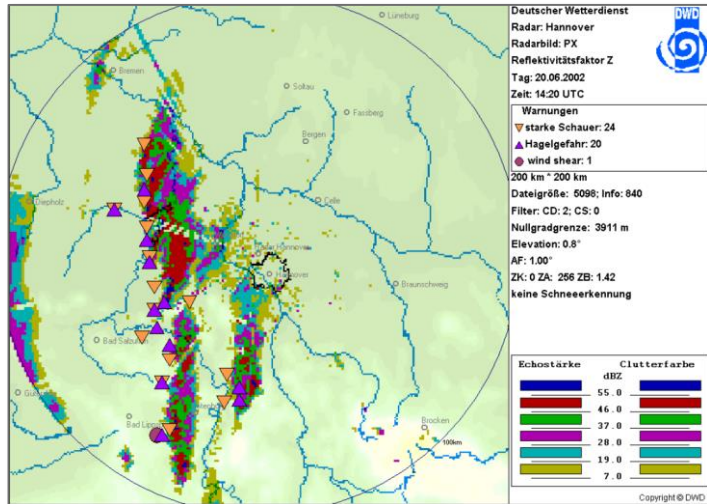 Deutscher Wetterdienst
Radar: Hannover
Radarbild: PX
Reflektivitätsfaktor Z
Tag: 20.06.2002
Zeit: 14:20 UTC
DWD
Warnungen
starke Schauer: 24
Hagelgefahr: 20
wind shear: 1
200 km * 200 km
Dateigröße: 5098; Info: 840
Filter: CD: 2; CS: 0
Nullgradgrenze: 3911 m
Elevation: 0.8°
AF: 1.00°
ZK: 0 ZA: 256 ZB: 1.42
keine Schneeerkennung
Echostärke Clutterfarbe
dBZ
55.0
46.0
37.0
28.0
19.0
7.0
Copyright © DWD
Lüneburg
Bremen
Soltau
Fassberg
Bergen
Diepholz
Celle
Hannover
Braunschweig
Bad Salzuflen
Bad Lipps
Brocken
100km